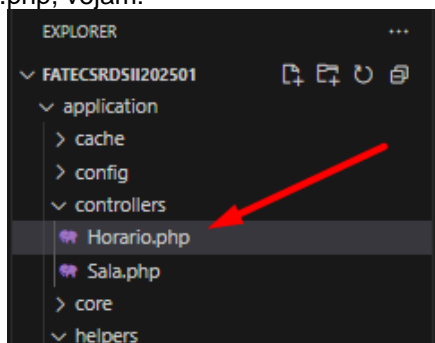 .php, vejam:
EXPLORER
FATECSRDSII202501
application
cache
config
controllers
Horario.php
Sala.php
core
helpers